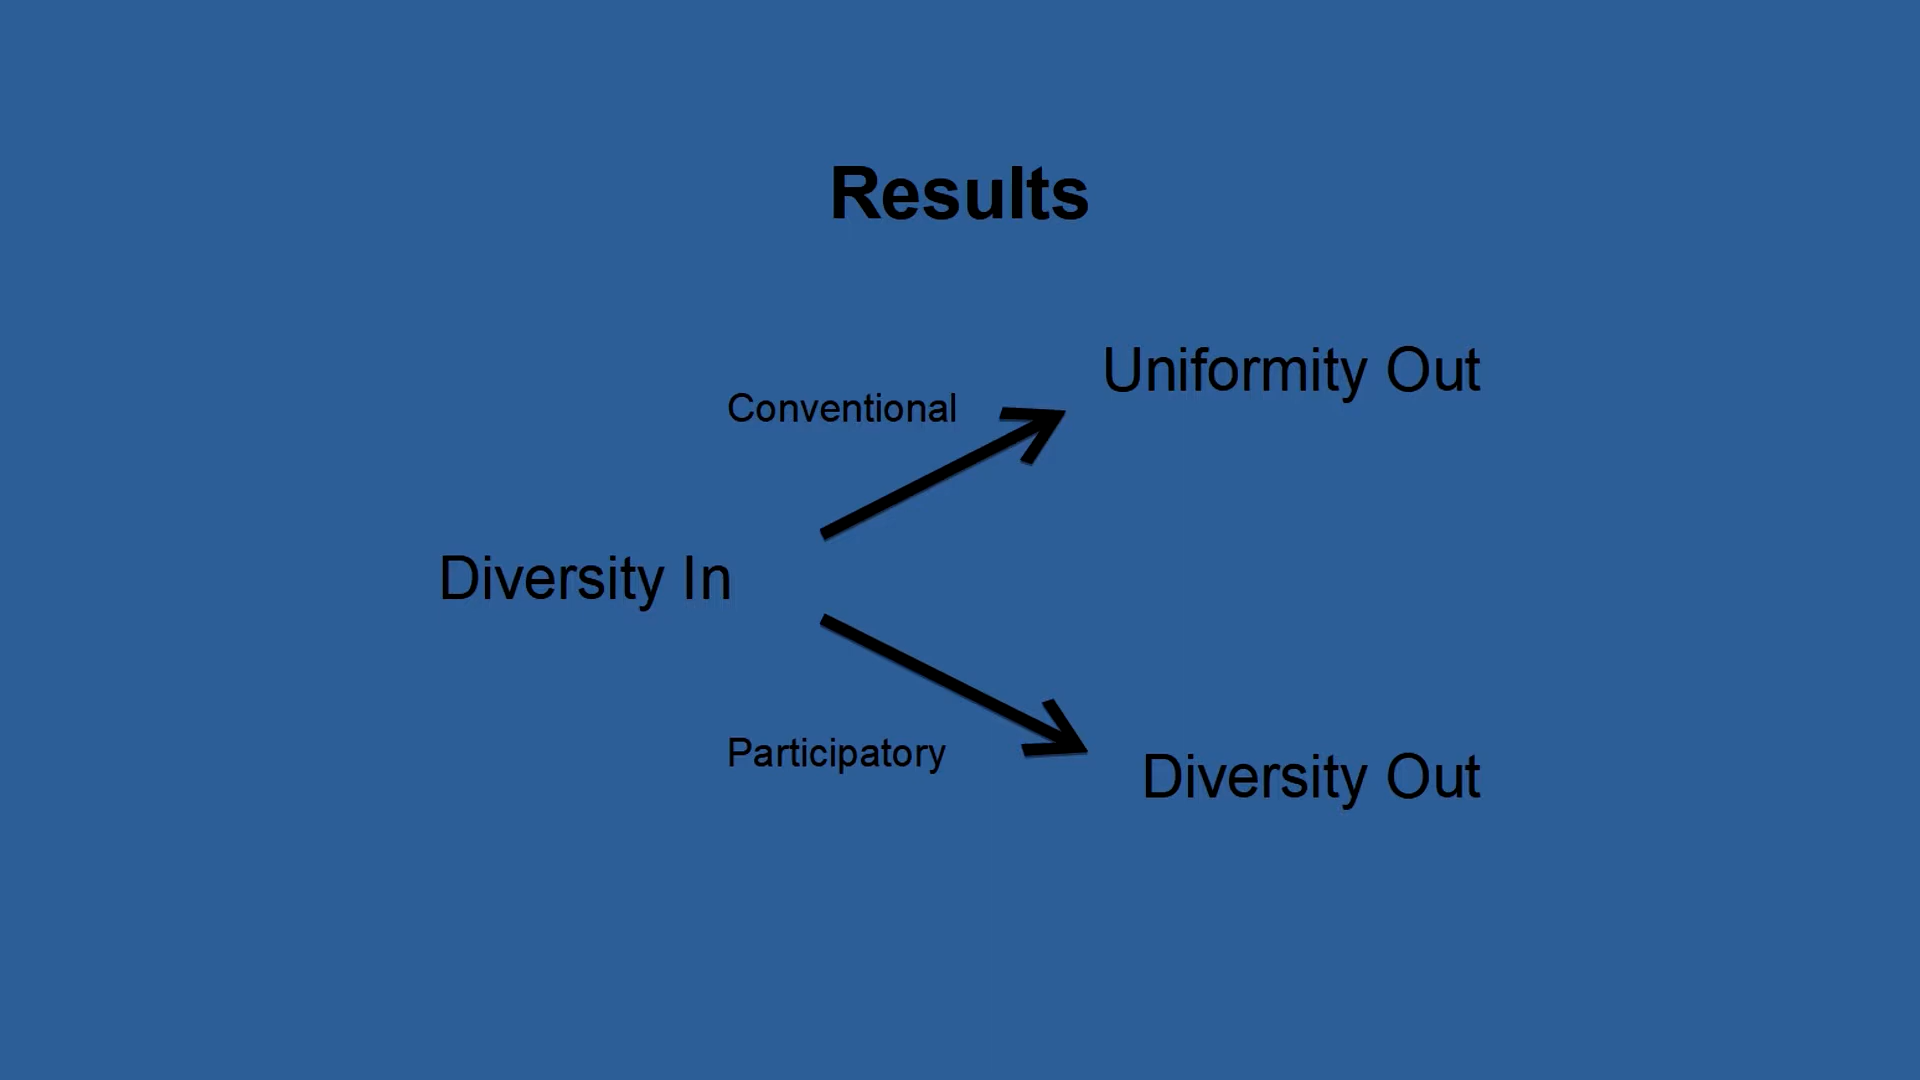 Results
Uniformity Out
Conventional
Diversity In
Participatory
Diversity Out